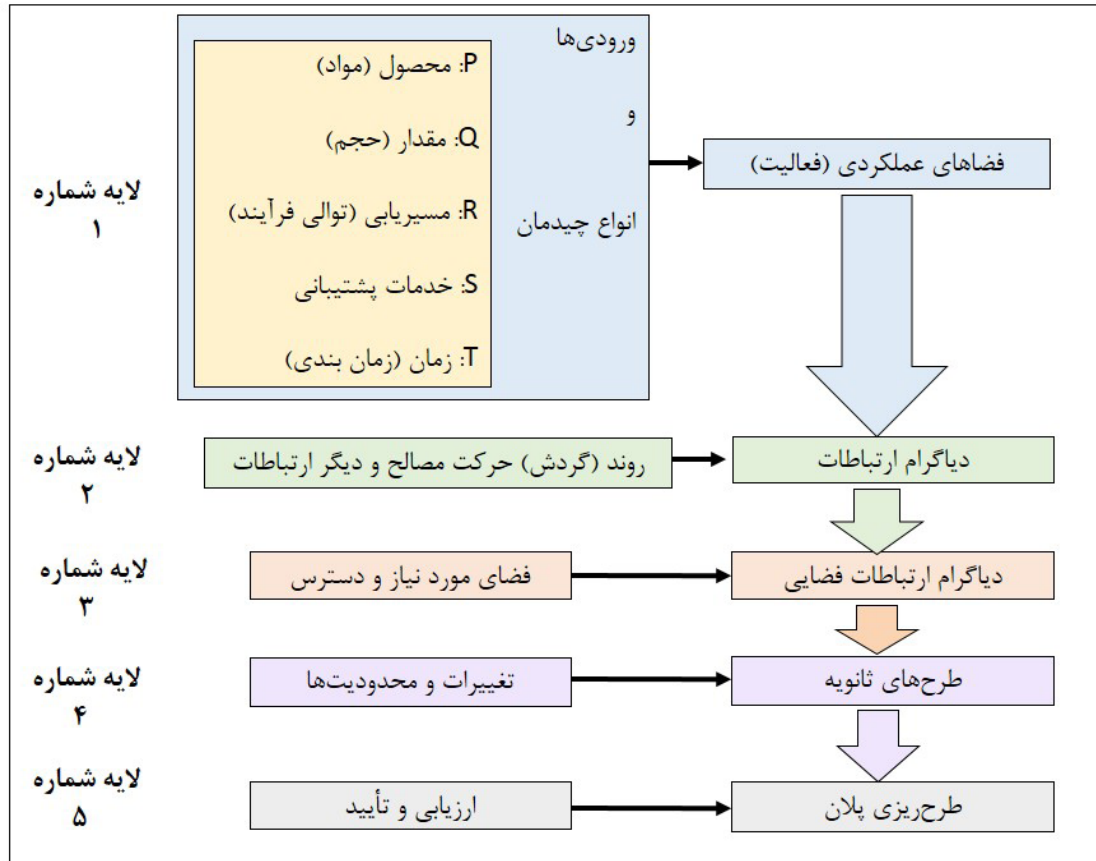 لایه شماره
۱
ورودی‌ها
و
انواع چیدمان
P: محصول (مواد)
Q: مقدار (حجم)
R: مسیریابی (توالی فرآیند)
S: خدمات پشتیبانی
T: زمان (زمان بندی)
فضاهای عملکردی (فعالیت)
لایه شماره
۲
روند (گردش) حرکت مصالح و دیگر ارتباطات
دیاگرام ارتباطات
لایه شماره
۳
فضای مورد نیاز و دسترس
دیاگرام ارتباطات فضایی
لایه شماره
۴
تغییرات و محدودیت‌ها
طرح‌های ثانویه
لایه شماره
۵
ارزیابی و تأیید
طرح‌ریزی پلان